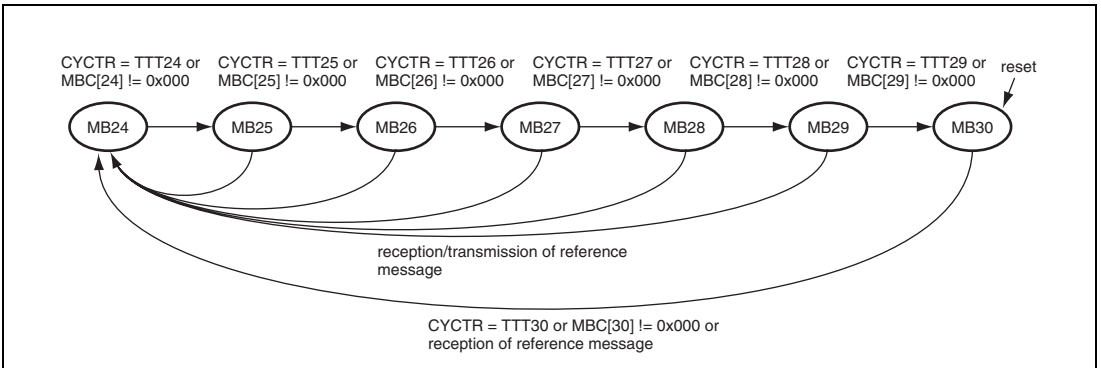 CYCTR = TTT24 or
MBC[24] != 0x000
CYCTR = TTT25 or
MBC[25] != 0x000
CYCTR = TTT26 or
MBC[26] != 0x000
CYCTR = TTT27 or
MBC[27] != 0x000
CYCTR = TTT28 or
MBC[28] != 0x000
CYCTR = TTT29 or
MBC[29] != 0x000
reset
MB24
MB25
MB26
MB27
MB28
MB29
MB30
reception/transmission of reference
message
CYCTR = TTT30 or MBC[30] != 0x000 or
reception of reference message